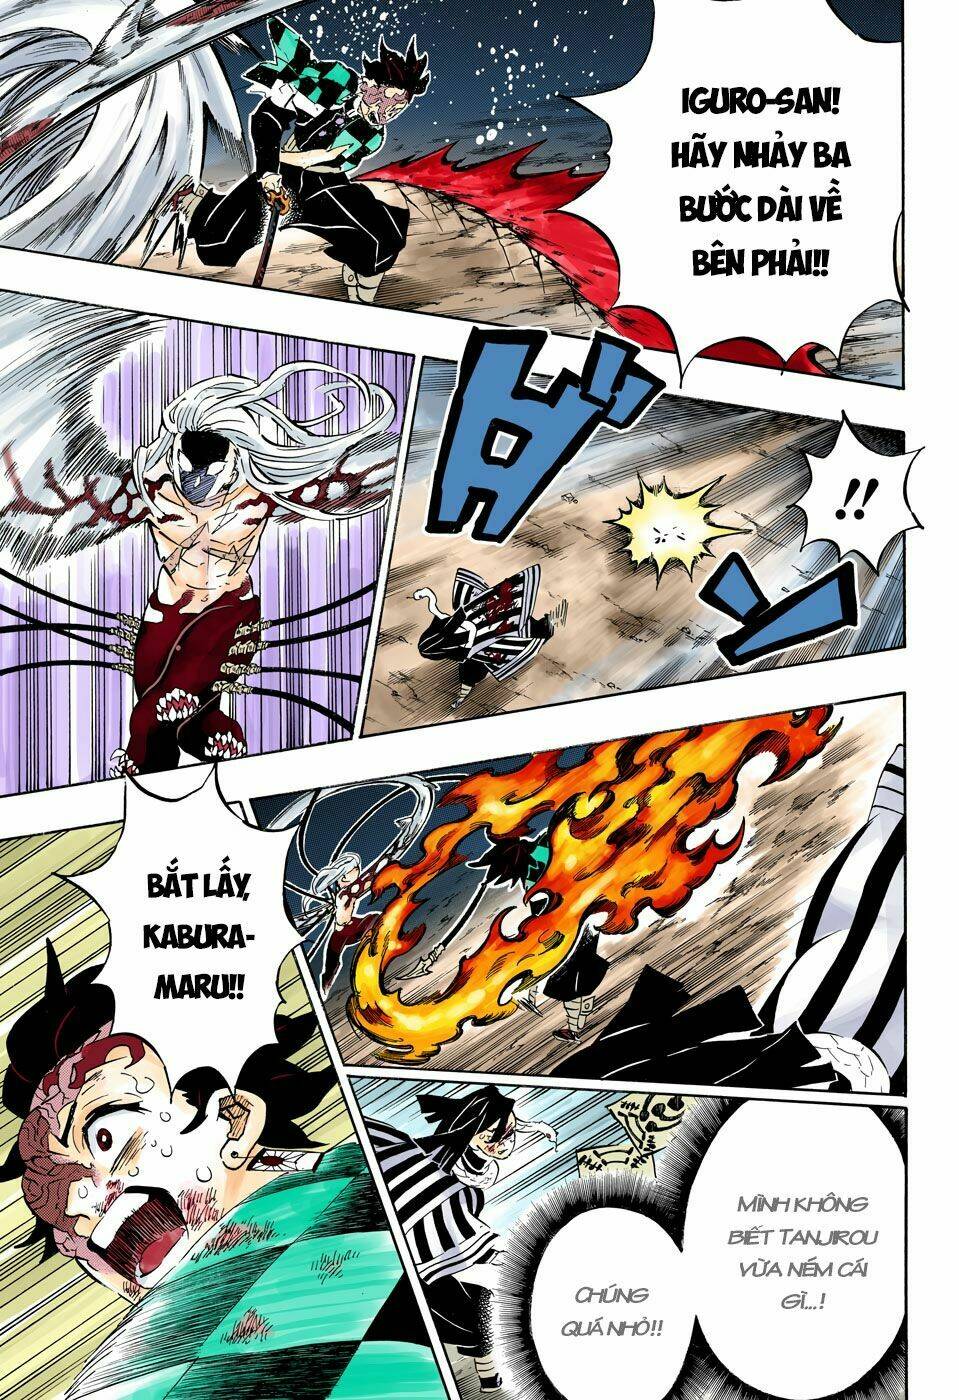 IGURO-SAN!
HÃY NHẢY BA
BƯỚC DÀI VỀ
BÊN PHẢI!!
!!
BẮT LẤY,
KABURA-
MARU!!
MÌNH KHÔNG
BIẾT TANJIROU
VỪA NÉM CÁI
GÌ...!
CHÚNG
QUÁ NHỎ!!